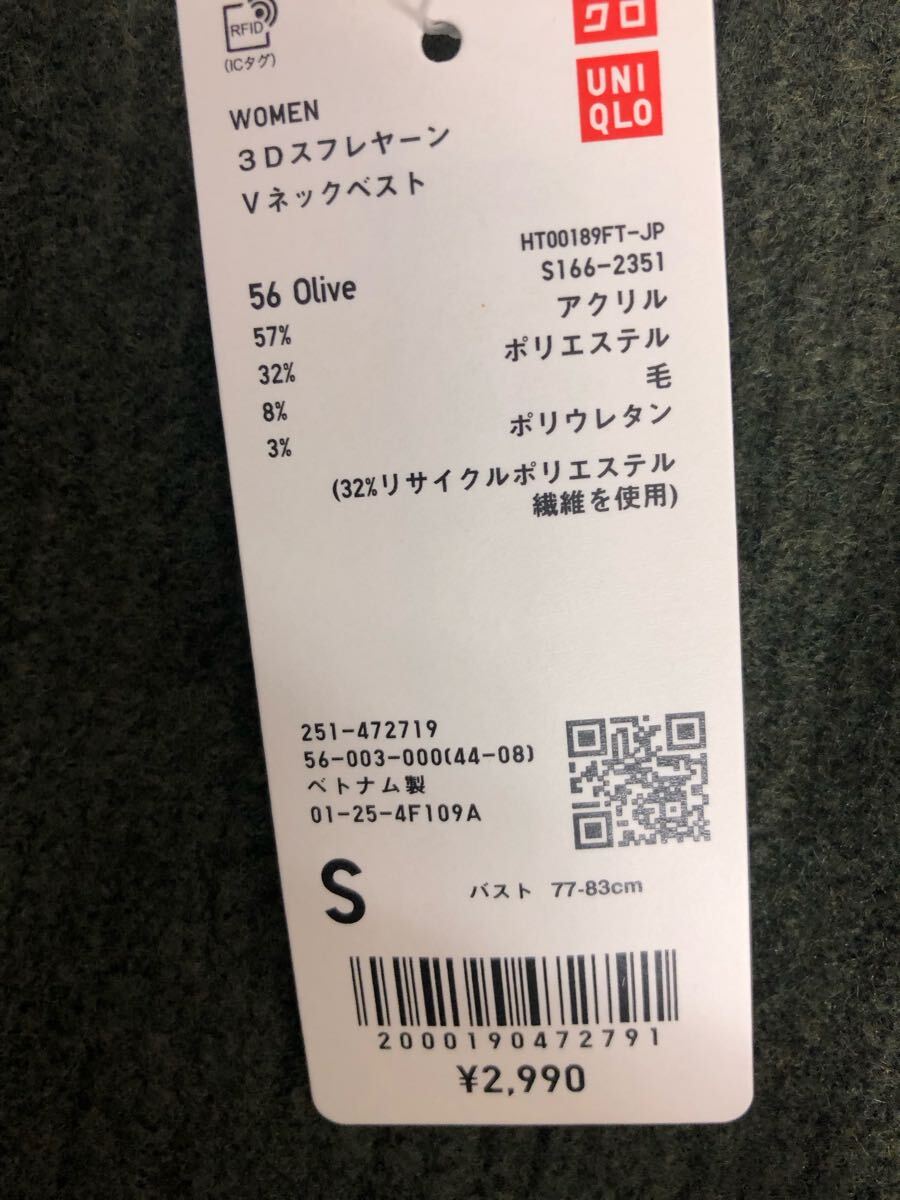 RFID
(ICタグ)
クロ
UNI
QLO
WOMEN
3Dスフレヤーン
Vネックベスト
HT00189FT-JP
S166-2351
56 Olive
57% アクリル
32% ポリエステル
8% 毛
3% ポリウレタン
(32%リサイクルポリエステル
繊維を使用)
251-472719
56-003-000(44-08)
ベトナム製
01-25-4F109A
S
バスト 77-83cm
2000190472791
¥2,990